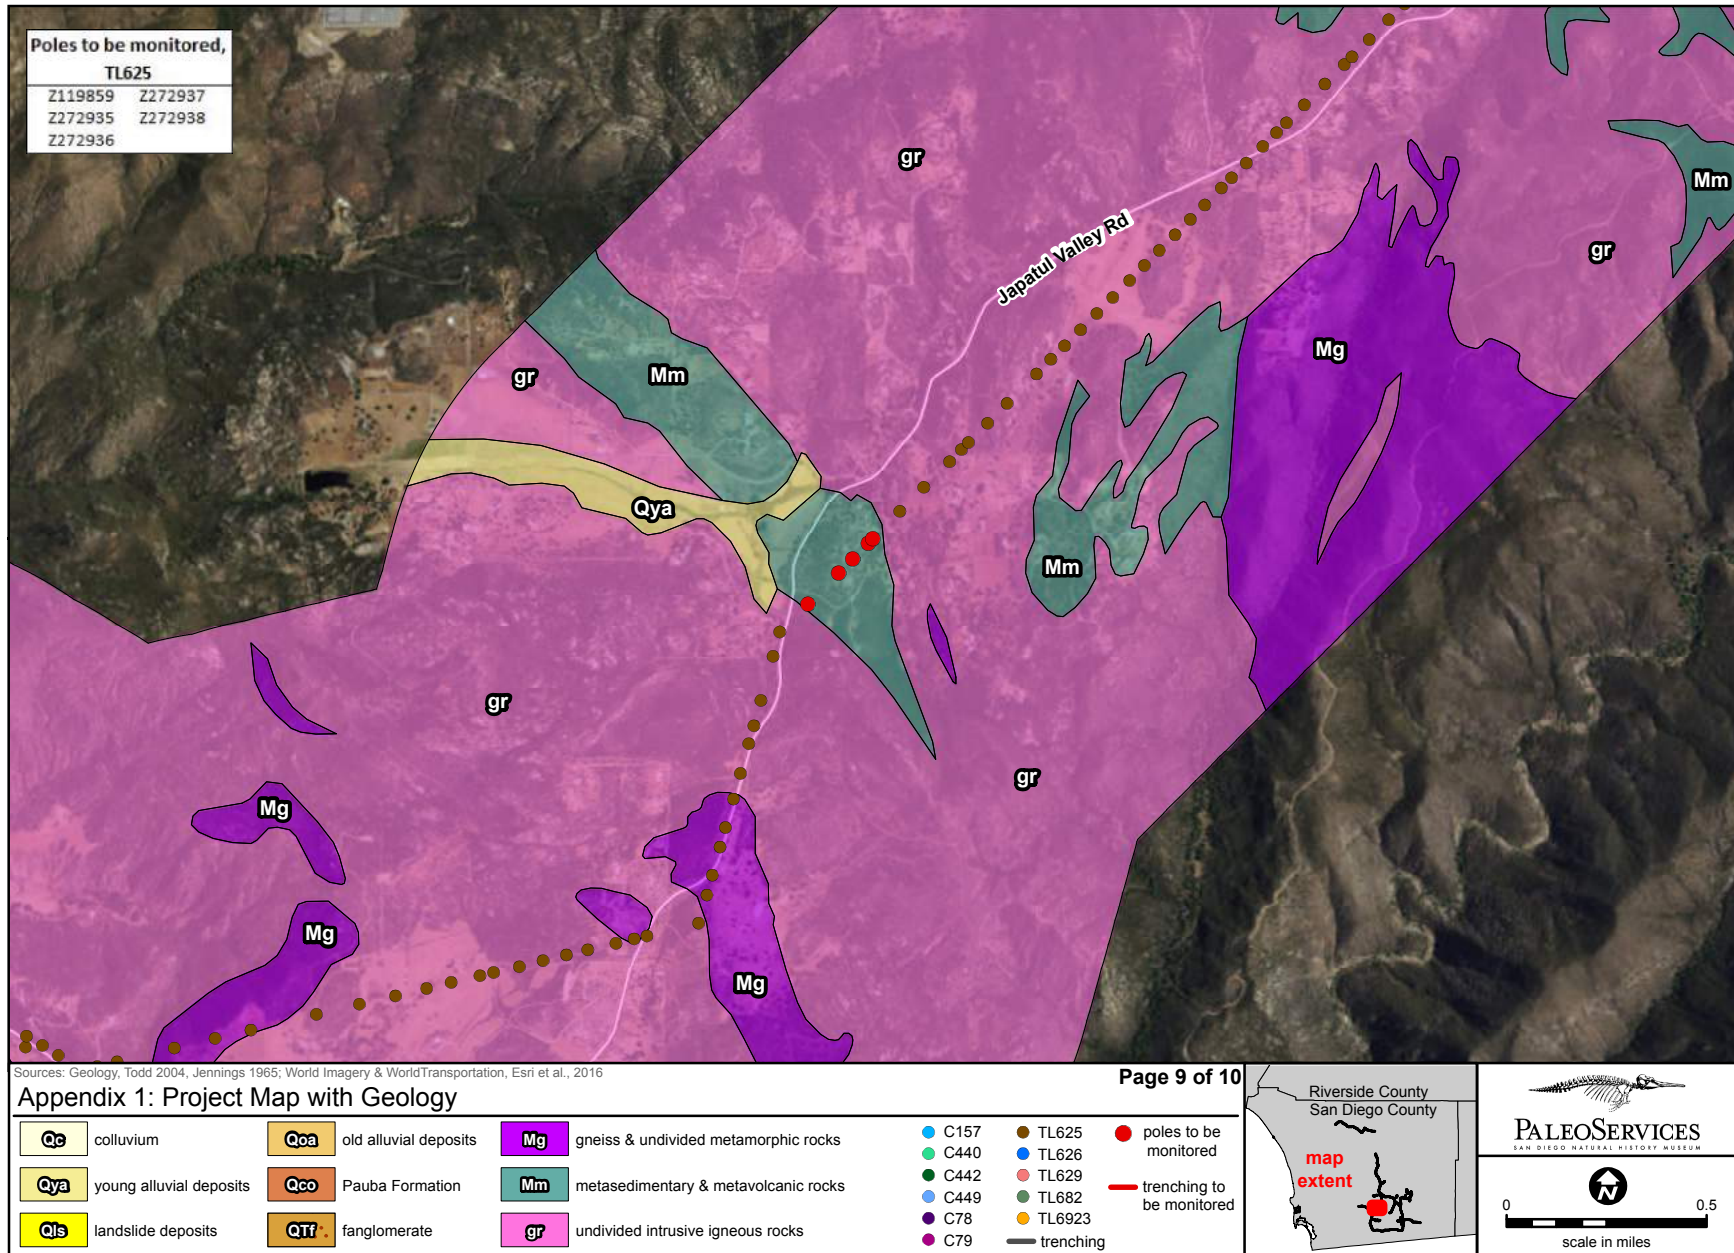 Poles to be monitored,
TL625
Z119859 Z272937
Z272935 Z272938
Z272936
gr
Mm
Japatul Valley Rd
gr
Mg
gr
Mm
Qya
Mm
gr
gr
Mg
Mg
Mg
Sources: Geology, Todd 2004, Jennings 1965; World Imagery & WorldTransportation, Esri et al., 2016
Page 9 of 10
Appendix 1: Project Map with Geology
Qc colluvium
Qya young alluvial deposits
Qls landslide deposits
Qoa old alluvial deposits
Qco Pauba Formation
QTf fanglomerate
Mg gneiss & undivided metamorphic rocks
Mm metasedimentary & metavolcanic rocks
gr undivided intrusive igneous rocks
C157
C440
C442
C449
C78
C79
TL625
TL626
TL629
TL682
TL6923
trenching
poles to be
monitored
trenching to
be monitored
Riverside County
San Diego County
map
extent
PALEOSERVICES
SAN DIEGO NATURAL HISTORY MUSEUM
N
0 0.5
scale in miles